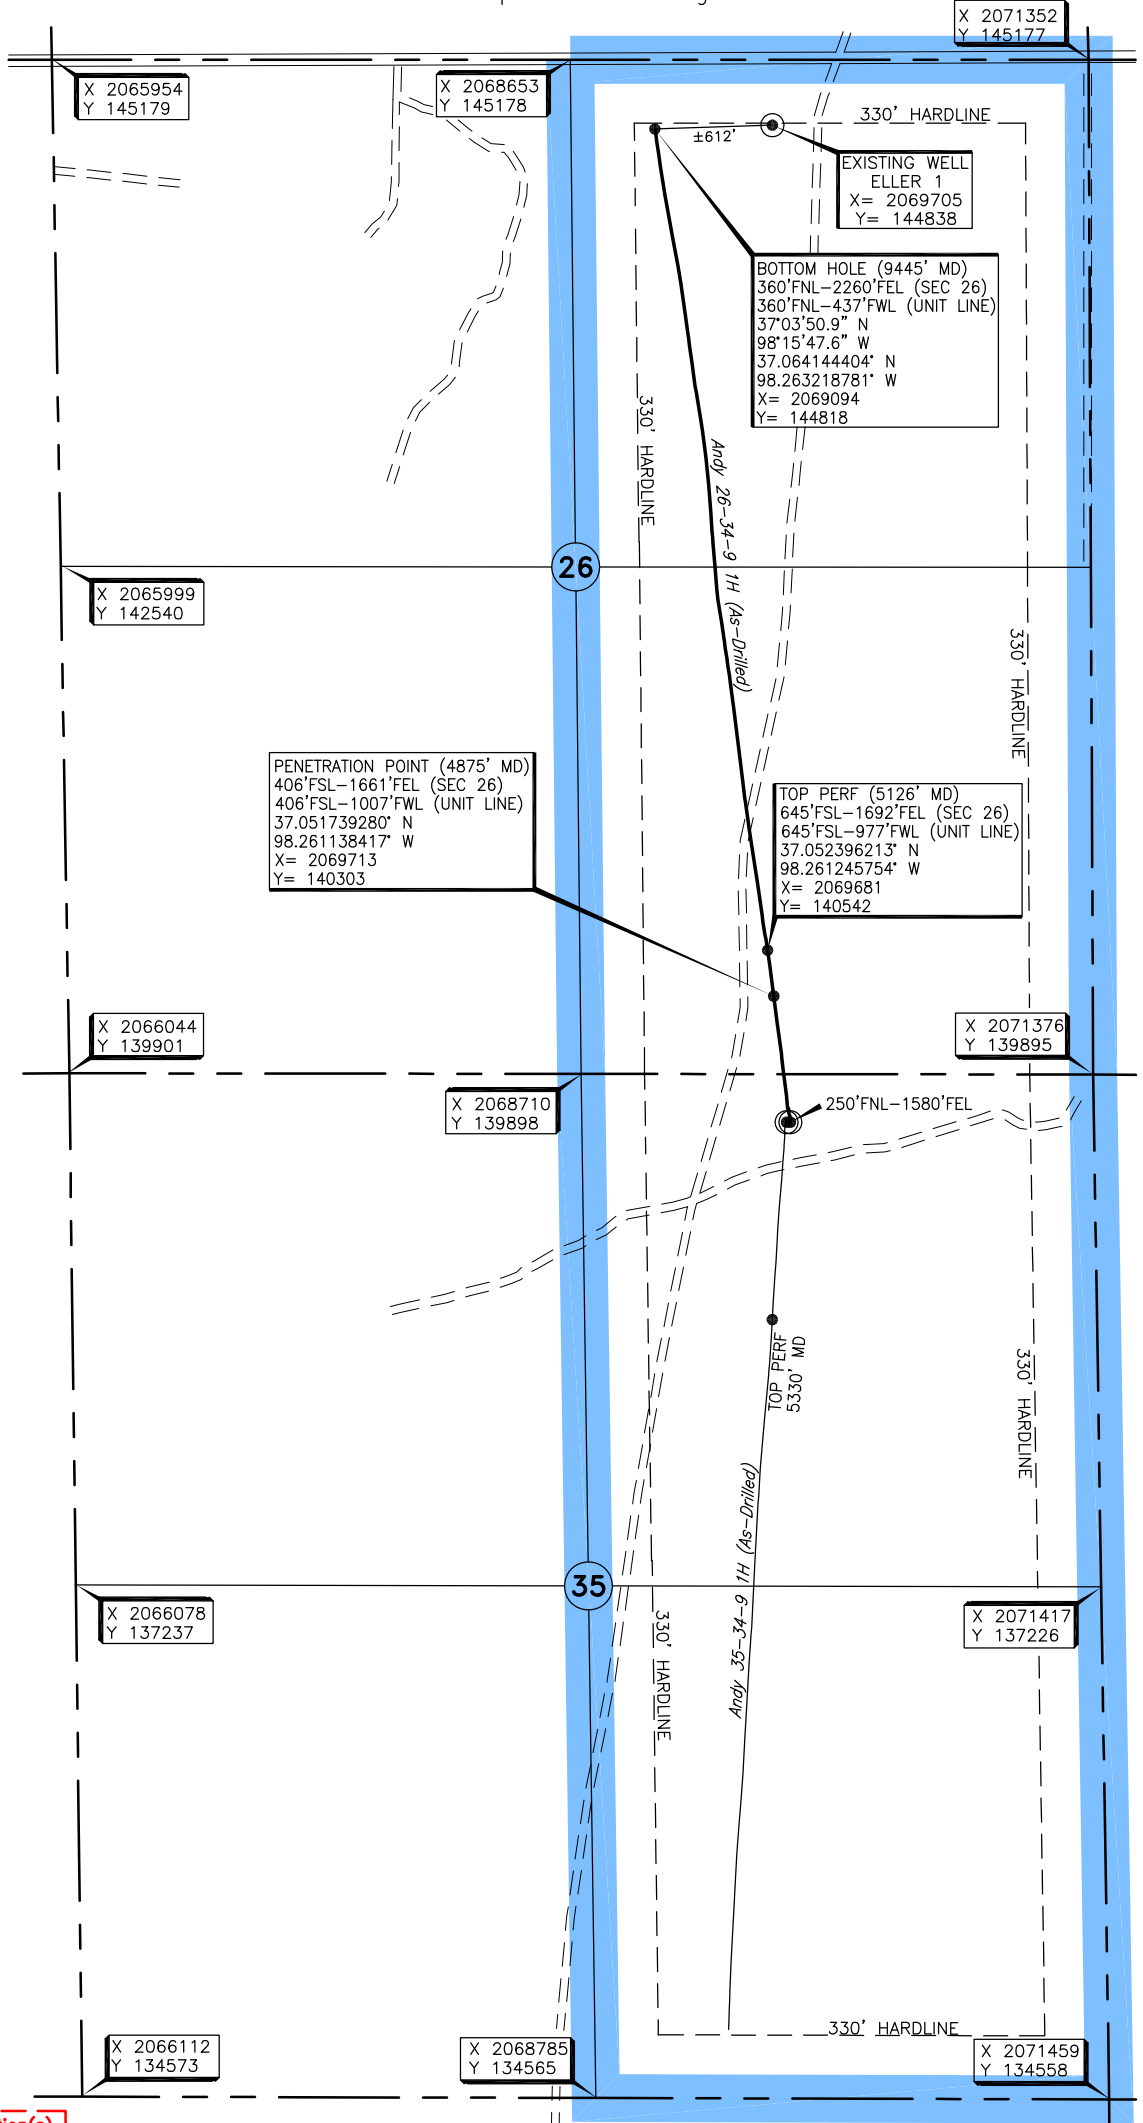 X 2071352
Y 145177
X 2065954
Y 145179
X 2068653
Y 145178
330' HARDLINE
±612'
EXISTING WELL
ELLER 1
X= 2069705
Y= 144838
BOTTOM HOLE (9445' MD)
360'FNL-2260'FEL (SEC 26)
360'FNL-437'FWL (UNIT LINE)
37°03'50.9" N
98°15'47.6" W
37.064144404° N
98.263218781° W
X= 2069094
Y= 144818
330' HARDLINE
Andy 26-34-9 1H (As-Drilled)
26
X 2065999
Y 142540
330' HARDLINE
PENETRATION POINT (4875' MD)
406'FSL-1661'FEL (SEC 26)
406'FSL-1007'FWL (UNIT LINE)
37.051739280° N
98.261138417° W
X= 2069713
Y= 140303
TOP PERF (5126' MD)
645'FSL-1692'FEL (SEC 26)
645'FSL-977'FWL (UNIT LINE)
37.052396213° N
98.261245754° W
X= 2069681
Y= 140542
X 2066044
Y 139901
X 2071376
Y 139895
X 2068710
Y 139898
250'FNL-1580'FEL
TOP PERF
5330' MD
330' HARDLINE
Andy 35-34-9 1H (As-Drilled)
35
X 2066078
Y 137237
X 2071417
Y 137226
330' HARDLINE
330' HARDLINE
X 2066112
Y 134573
X 2068785
Y 134565
X 2071459
Y 134558